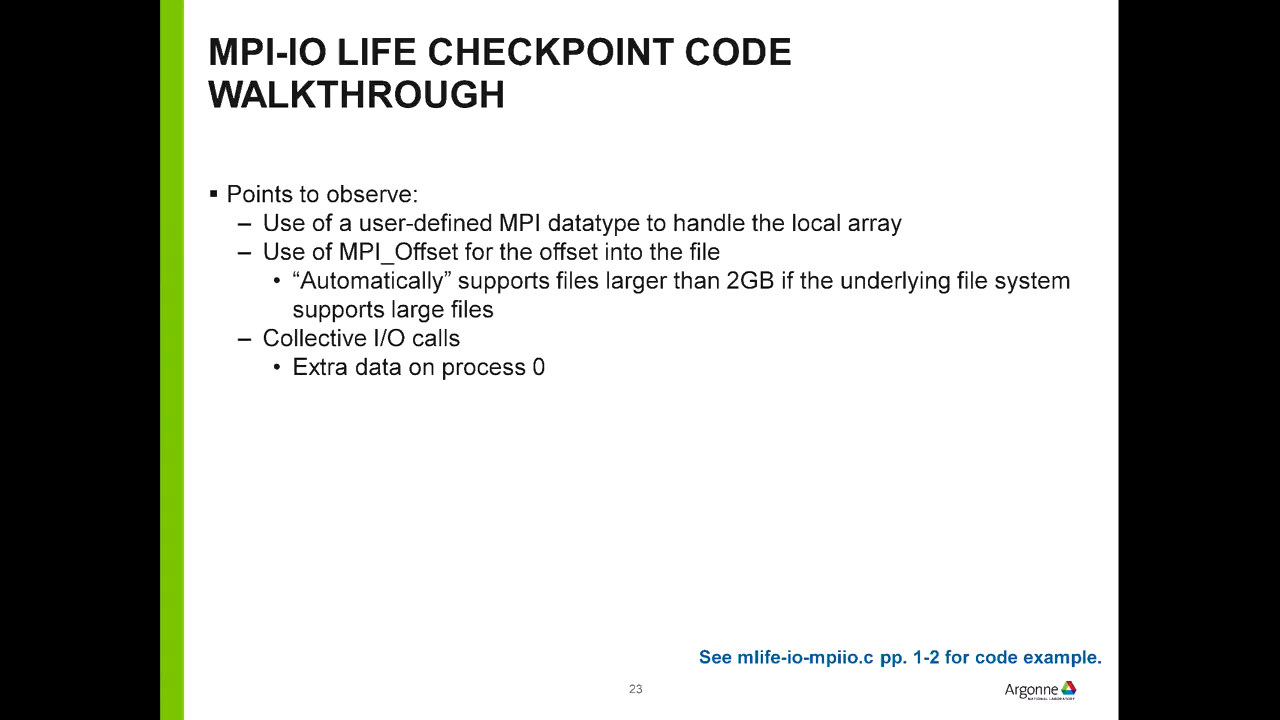 MPI-IO LIFE CHECKPOINT CODE
WALKTHROUGH
▪ Points to observe:
– Use of a user-defined MPI datatype to handle the local array
– Use of MPI_Offset for the offset into the file
• “Automatically” supports files larger than 2GB if the underlying file system
supports large files
– Collective I/O calls
• Extra data on process 0
See mlife-io-mpiio.c pp. 1-2 for code example.
23
Argonne
NATIONAL LABORATORY